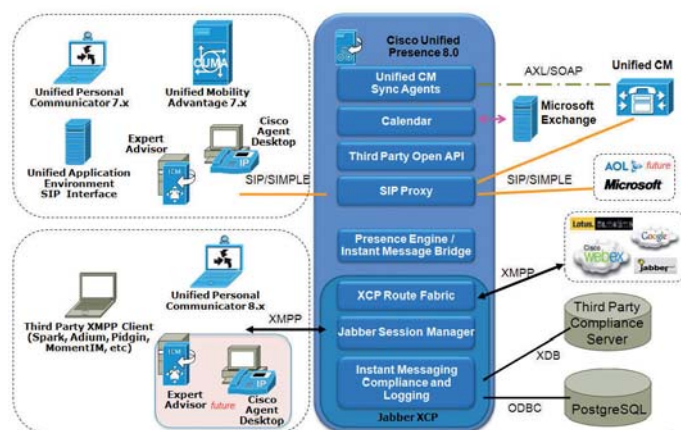 Unified Personal
Communicator 7.x
CUMA
Unified Mobility
Advantage 7.x
Unified Application
Environment
SIP Interface
Expert
Advisor
ICM
Cisco
Agent
Desktop
IP
SIP/SIMPLE
Third Party XMPP Client
(Spark, Adium, Pidgin,
MomentIM, etc)
Unified Personal
Communicator 8.x
XMPP
ICM
IP
Expert
Advisor
future
Cisco
Agent
Desktop
Cisco Unified
Presence 8.0
Unified CM
Sync Agents
Calendar
Third Party Open API
SIP Proxy
Presence Engine /
Instant Message Bridge
XCP Route Fabric
Jabber Session Manager
Instant Messaging
Compliance and
Logging
Jabber XCP
AXL/SOAP
Unified CM
Microsoft
Exchange
SIP/SIMPLE
AOL
future
Microsoft
XMPP
Lotus
Google
Cisco
webex
jabber
Third Party
Compliance
Server
XDB
ODBC
PostgreSQL